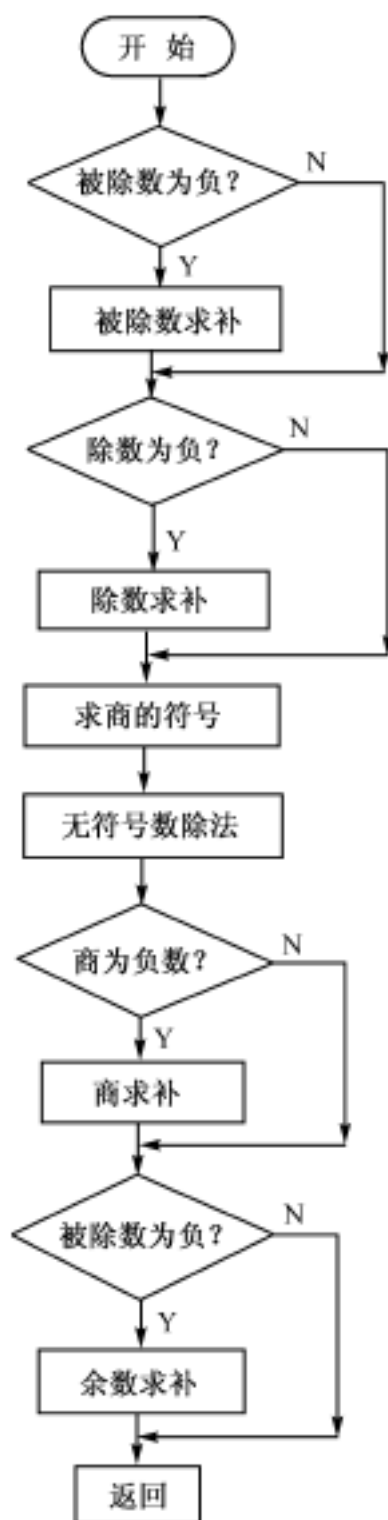 开 始
被除数为负?
N
Y
被除数求补
除数为负?
N
Y
除数求补
求商的符号
无符号数除法
商为负数?
N
Y
商求补
被除数为负?
N
Y
余数求补
返回